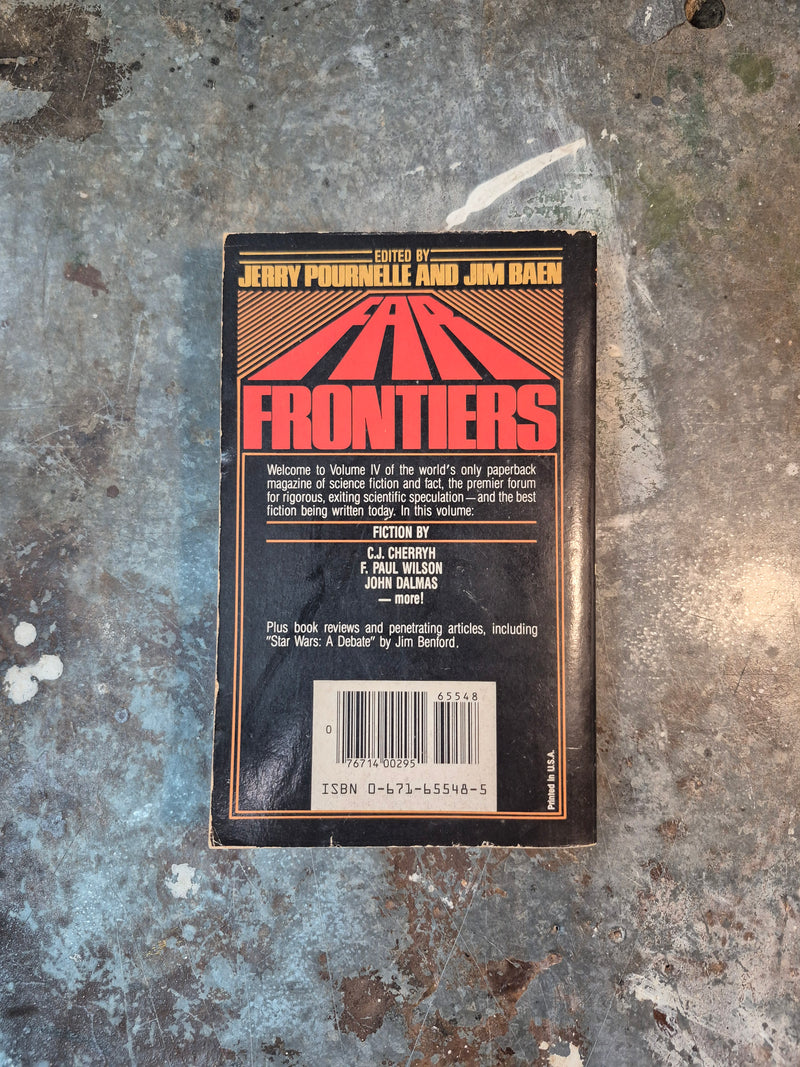 EDITED BY
JERRY POURNELLE AND JIM BAEN
FAR
FRONTIERS
Welcome to Volume IV of the world's only paperback
magazine of science fiction and fact, the premier forum
for rigorous, exiting scientific speculation—and the best
fiction being written today. In this volume:
FICTION BY
C.J. CHERRYH
F. PAUL WILSON
JOHN DALMAS
— more!
Plus book reviews and penetrating articles, including
"Star Wars: A Debate" by Jim Benford.
65548
0
76714 00295
ISBN 0-671-65548-5
Printed in U.S.A.